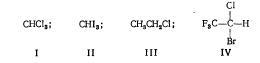 Cl
CHCl₃; CHI₃; CH₃CH₂Cl; F₃C—C—H
Br
I II III IV